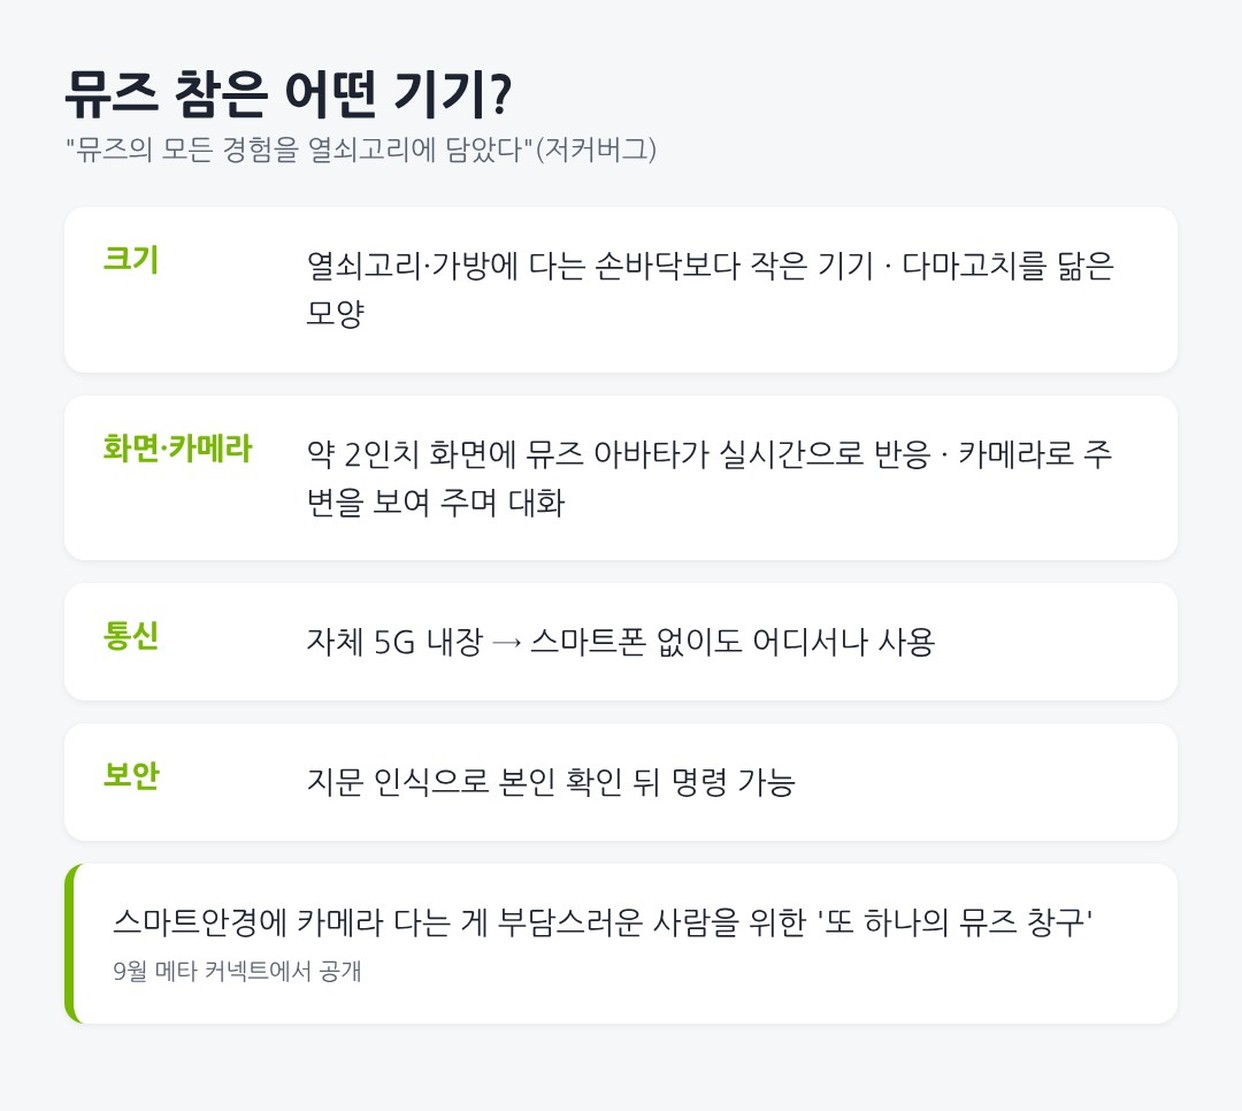 뮤즈 참은 어떤 기기?
"뮤즈의 모든 경험을 열쇠고리에 담았다"(저커버그)
크기
열쇠고리·가방에 다는 손바닥보다 작은 기기 · 다마고치를 닮은
모양
화면·카메라
약 2인치 화면에 뮤즈 아바타가 실시간으로 반응 · 카메라로 주
변을 보여 주며 대화
통신
자체 5G 내장 → 스마트폰 없이도 어디서나 사용
보안
지문 인식으로 본인 확인 뒤 명령 가능
스마트안경에 카메라 다는 게 부담스러운 사람을 위한 '또 하나의 뮤즈 창구'
9월 메타 커넥트에서 공개